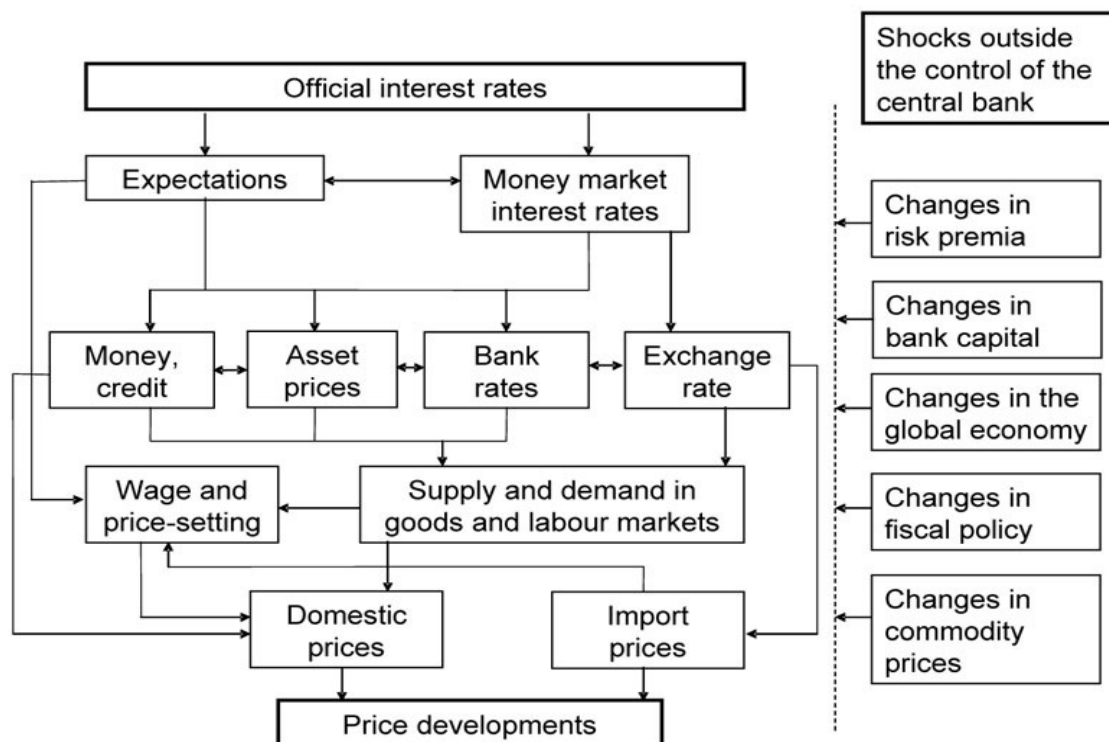 Shocks outside
the control of the
central bank
Official interest rates
Expectations
Money market
interest rates
Changes in
risk premia
Changes in
bank capital
Money,
credit
Asset
prices
Bank
rates
Exchange
rate
Changes in the
global economy
Wage and
price-setting
Supply and demand in
goods and labour markets
Changes in
fiscal policy
Domestic
prices
Import
prices
Changes in
commodity
prices
Price developments